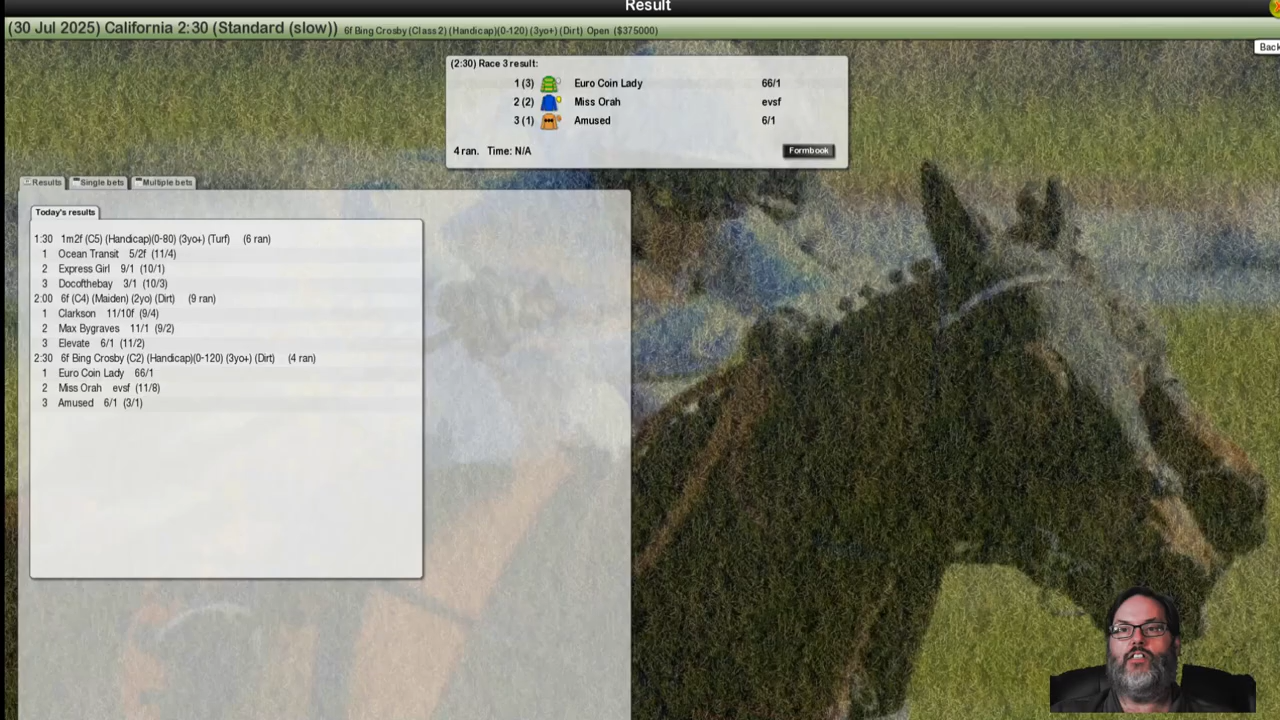 Result
(30 Jul 2025) California 2:30 (Standard (slow)) 6f Bing Crosby (Class 2) (Handicap)(0-120) (3yo+) (Dirt) Open ($375000)
Back
(2:30) Race 3 result:
1 (3) Euro Coin Lady 66/1
2 (2) Miss Orah evsf
3 (1) Amused 6/1
4 ran. Time: N/A Formbook
Results Single bets Multiple bets
Today's results
1:30 1m2f (C5) (Handicap)(0-80) (3yo+) (Turf) (6 ran)
1 Ocean Transit 5/2f (11/4)
2 Express Girl 9/1 (10/1)
3 Docofthebay 3/1 (10/3)
2:00 6f (C4) (Maiden) (2yo) (Dirt) (9 ran)
1 Clarkson 11/10f (9/4)
2 Max Bygraves 11/1 (9/2)
3 Elevate 6/1 (11/2)
2:30 6f Bing Crosby (C2) (Handicap)(0-120) (3yo+) (Dirt) (4 ran)
1 Euro Coin Lady 66/1
2 Miss Orah evsf (11/8)
3 Amused 6/1 (3/1)